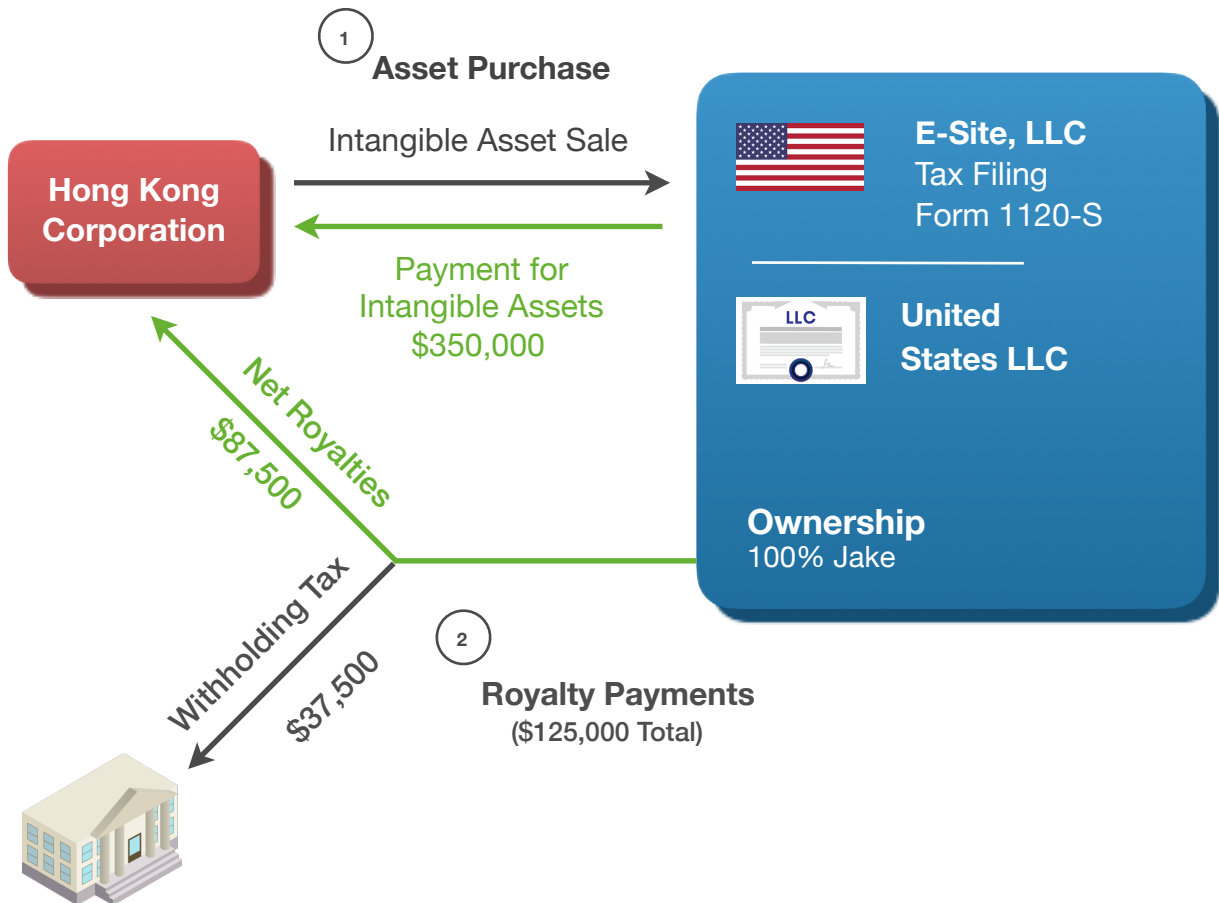 1
Asset Purchase
Intangible Asset Sale
Hong Kong
Corporation
Payment for
Intangible Assets
$350,000
E-Site, LLC
Tax Filing
Form 1120-S
LLC
United
States LLC
Ownership
100% Jake
Net Royalties
$87,500
Withholding Tax
$37,500
2
Royalty Payments
($125,000 Total)